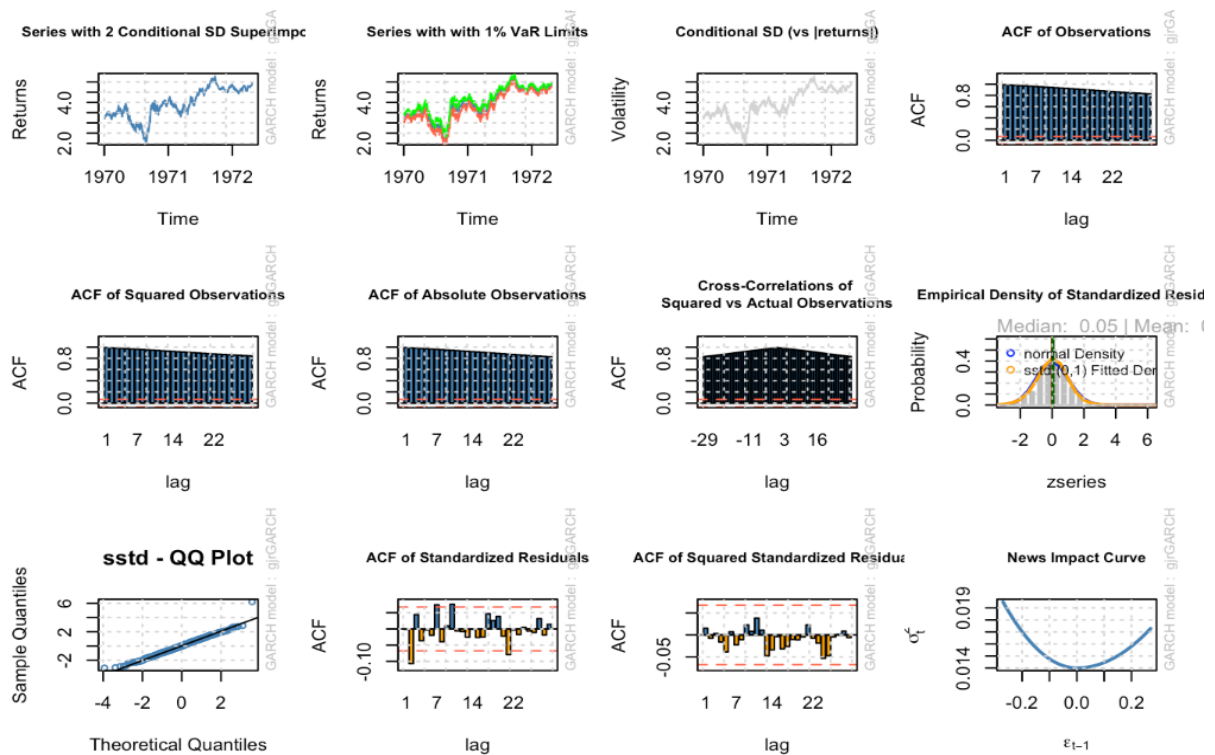 Series with 2 Conditional SD Superimpo
Returns
4.0
2.0
1970 1971 1972
Time
GARCH model : gjrGA
Series with with 1% VaR Limits
Returns
4.0
2.0
1970 1971 1972
Time
GARCH model : gjrGAF
Conditional SD (vs |returns|)
Volatility
4.0
2.0
1970 1971 1972
Time
GARCH model : gjrGA
ACF of Observations
ACF
0.8
0.0
1 7 14 22
lag
GARCH model : gjrGA
ACF of Squared Observations
ACF
0.8
0.0
1 7 14 22
lag
GARCH model : gjrGARCH
ACF of Absolute Observations
ACF
0.8
0.0
1 7 14 22
lag
GARCH model : gjrGARCH
Cross-Correlations of
Squared vs Actual Observations
ACF
0.8
0.0
-29 -11 3 16
lag
GARCH model : gjrGARCH
Empirical Density of Standardized Resid
Median: 0.05 | Mean: 0
Probability
0.4
0.0
normal Density
sstd (0,1) Fitted Der
-2 0 2 4 6
zseries
GARCH model : gjrGARCH
sstd - QQ Plot
Sample Quantiles
6
2
-2
-4 -2 0 2
Theoretical Quantiles
GARCH model : gjrGARCH
ACF of Standardized Residuals
ACF
-0.10
1 7 14 22
lag
GARCH model : gjrGARCH
ACF of Squared Standardized Residua
ACF
-0.05
1 7 14 22
lag
GARCH model : gjrGARCH
News Impact Curve
0.019
0.014
-0.2 0.0 0.2
εt−1
GARCH model : gjrGARCH